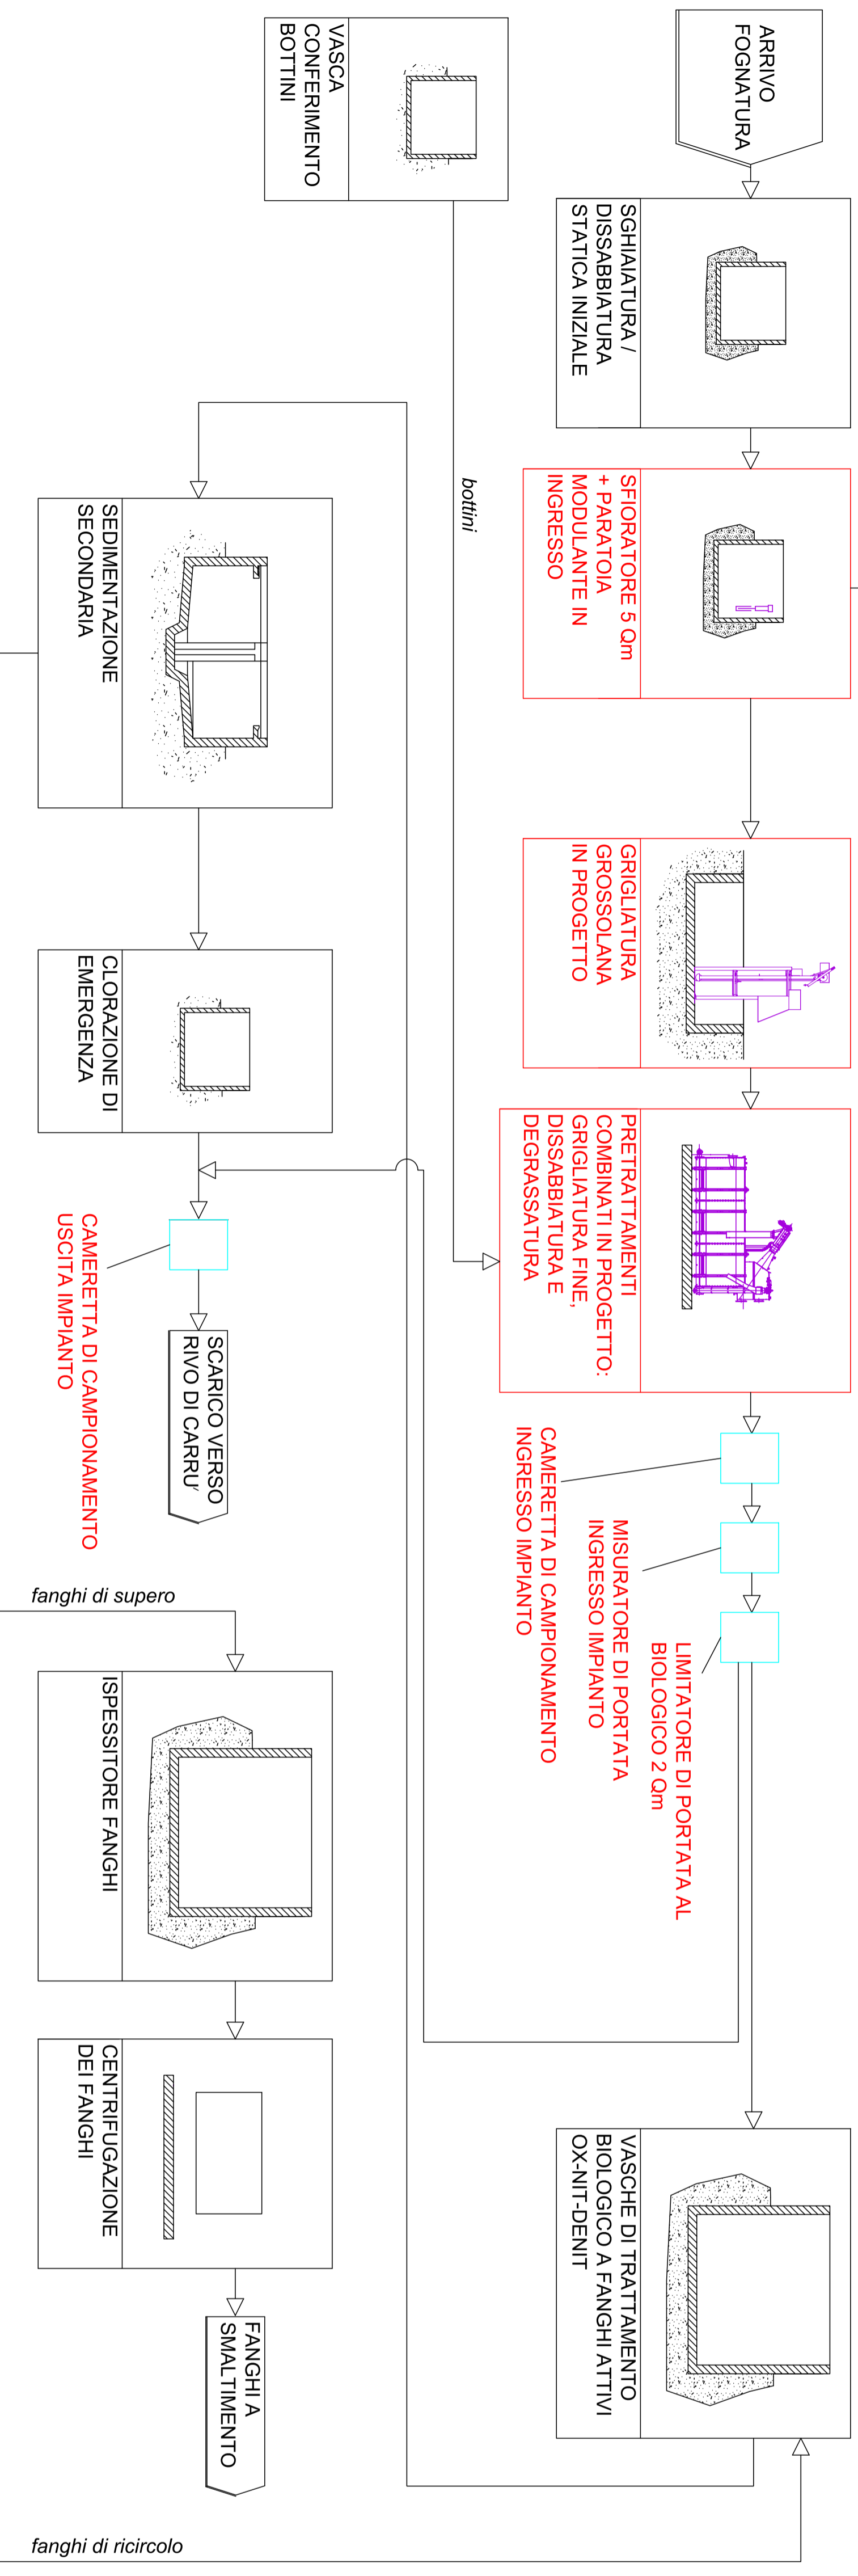 ARRIVO
FOGNATURA
SGHIAIATURA /
DISSABBIATURA
STATICA INIZIALE
SFIORATORE 5 Qm
+ PARATOIA
MODULANTE IN
INGRESSO
GRIGLIATURA
GROSSOLANA
IN PROGETTO
PRETRATTAMENTI
COMBINATI IN PROGETTO:
GRIGLIATURA FINE,
DISSABBIATURA E
DEGRASSATURA
CAMERETTA DI CAMPIONAMENTO
INGRESSO IMPIANTO
MISURATORE DI PORTATA
INGRESSO IMPIANTO
LIMITATORE DI PORTATA AL
BIOLOGICO 2 Qm
VASCHE DI TRATTAMENTO
BIOLOGICO A FANGHI ATTIVI
OX-NIT-DENIT
VASCA
CONFERIMENTO
BOTTINI
bottini
SEDIMENTAZIONE
SECONDARIA
CLORAZIONE DI
EMERGENZA
CAMERETTA DI CAMPIONAMENTO
USCITA IMPIANTO
SCARICO VERSO
RIVO DI CARRU'
fanghi di supero
ISPESSITORE FANGHI
CENTRIFUGAZIONE
DEI FANGHI
FANGHI A
SMALTIMENTO
fanghi di ricircolo